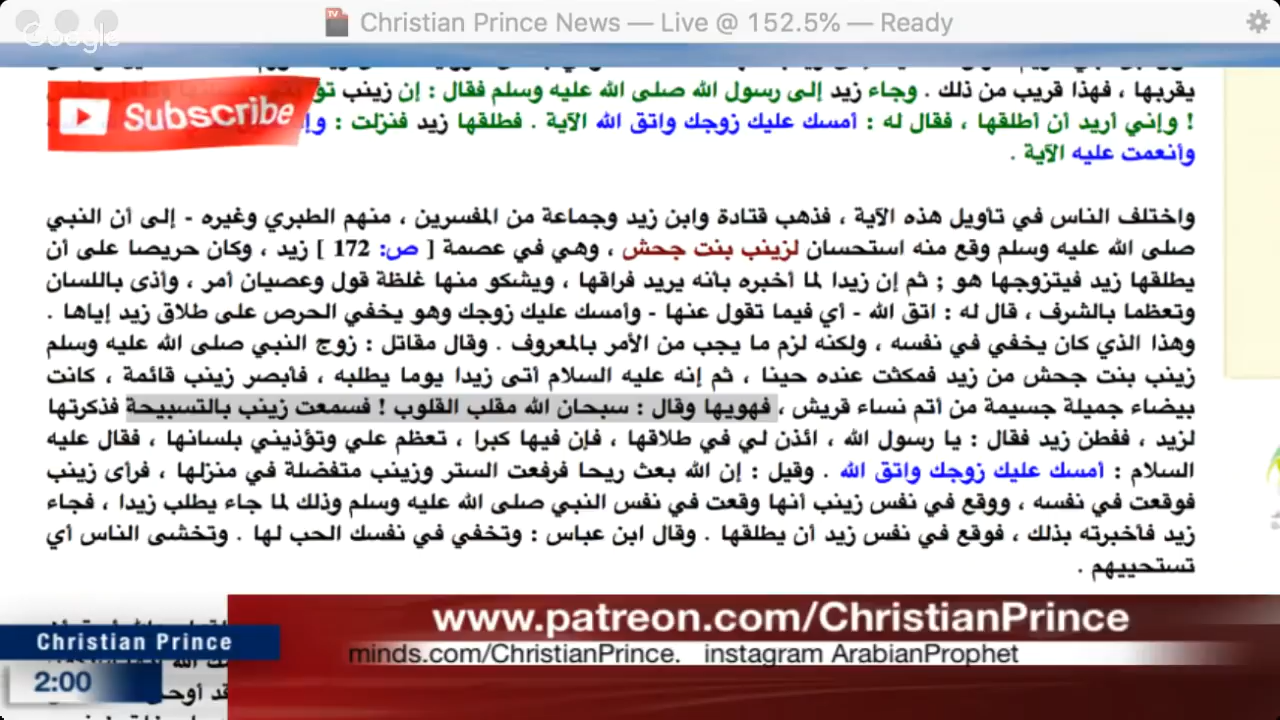 Christian Prince News — Live @ 152.5% — Ready
Google
Subscribe
يقربها ، فهذا قريب من ذلك . وجاء زيد إلى رسول الله صلى الله عليه وسلم فقال : إن زينب
! وإني أريد أن أطلقها ، فقال له : أمسك عليك زوجك واتق الله الآية . فطلقها زيد فنزلت :
وأنعمت عليه الآية .
واختلف الناس في تأويل هذه الآية ، فذهب قتادة وابن زيد وجماعة من المفسرين ، منهم الطبري وغيره - إلى أن النبي
صلى الله عليه وسلم وقع منه استحسان لزينب بنت جحش ، وهي في عصمة [ ص: 172 ] زيد ، وكان حريصا على أن
يطلقها زيد فيتزوجها هو ; ثم إن زيدا لما أخبره بأنه يريد فراقها ، ويشكو منها غلظة قول وعصيان أمر ، وأذى باللسان
وتعظما بالشرف ، قال له : اتق الله - أي فيما تقول عنها - وأمسك عليك زوجك وهو يخفي الحرص على طلاق زيد إياها .
وهذا الذي كان يخفي في نفسه ، ولكنه لزم ما يجب من الأمر بالمعروف . وقال مقاتل : زوج النبي صلى الله عليه وسلم
زينب بنت جحش من زيد فمكثت عنده حينا ، ثم إنه عليه السلام أتى زيدا يوما يطلبه ، فأبصر زينب قائمة ، كانت
بيضاء جميلة جسيمة من أتم نساء قريش ، فهويها وقال : سبحان الله مقلب القلوب ! فسمعت زينب بالتسبيحة فذكرتها
لزيد ، ففطن زيد فقال : يا رسول الله ، ائذن لي في طلاقها ، فإن فيها كبرا ، تعظم علي وتؤذيني بلسانها ، فقال عليه
السلام : أمسك عليك زوجك واتق الله . وقيل : إن الله بعث ريحا فرفعت الستر وزينب متفضلة في منزلها ، فرأى زينب
فوقعت في نفسه ، ووقع في نفس زينب أنها وقعت في نفس النبي صلى الله عليه وسلم وذلك لما جاء يطلب زيدا ، فجاء
زيد فأخبرته بذلك ، فوقع في نفس زيد أن يطلقها . وقال ابن عباس : وتخفي في نفسك الحب لها . وتخشى الناس أي
تستحييهم .
www.patreon.com/ChristianPrince
Christian Prince
minds.com/ChristianPrince. instagram ArabianProphet
2:00